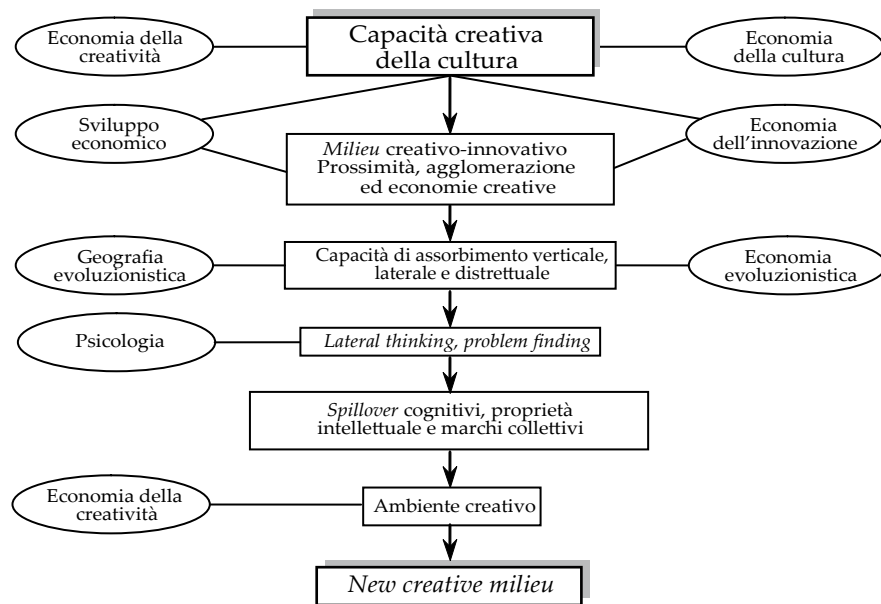 Economia della
creatività
Capacità creativa
della cultura
Economia
della cultura
Sviluppo
economico
Milieu creativo-innovativo
Prossimità, agglomerazione
ed economie creative
Economia
dell'innovazione
Geografia
evoluzionistica
Capacità di assorbimento verticale,
laterale e distrettuale
Economia
evoluzionistica
Psicologia
Lateral thinking, problem finding
Spillover cognitivi, proprietà
intellettuale e marchi collettivi
Economia della
creatività
Ambiente creativo
New creative milieu